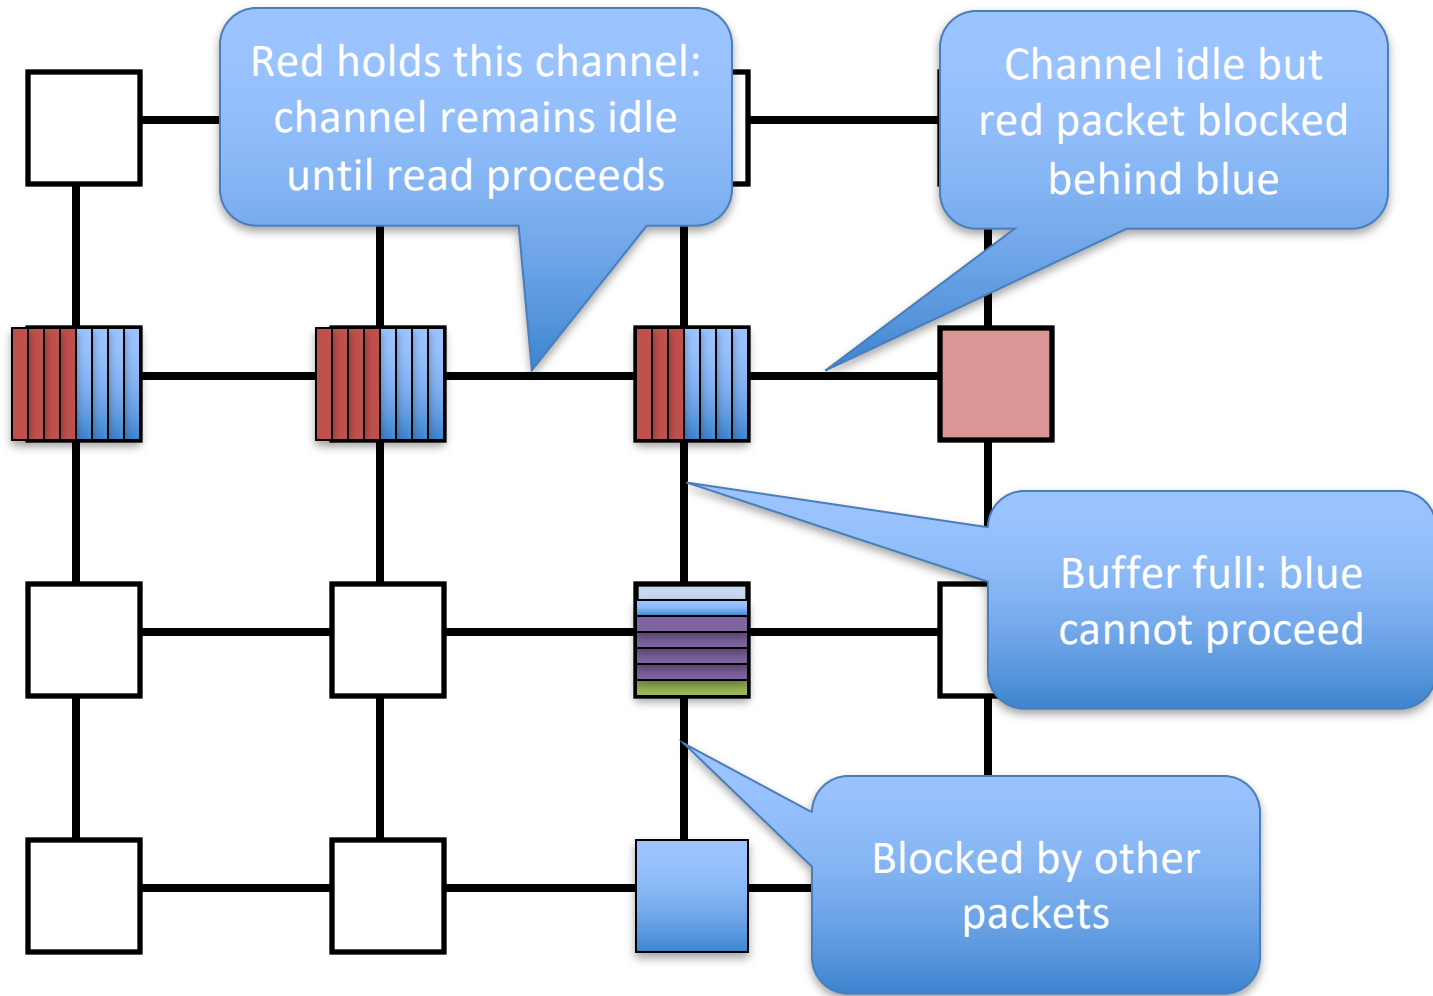 Red holds this channel:
channel remains idle
until read proceeds
Channel idle but
red packet blocked
behind blue
Buffer full: blue
cannot proceed
Blocked by other
packets